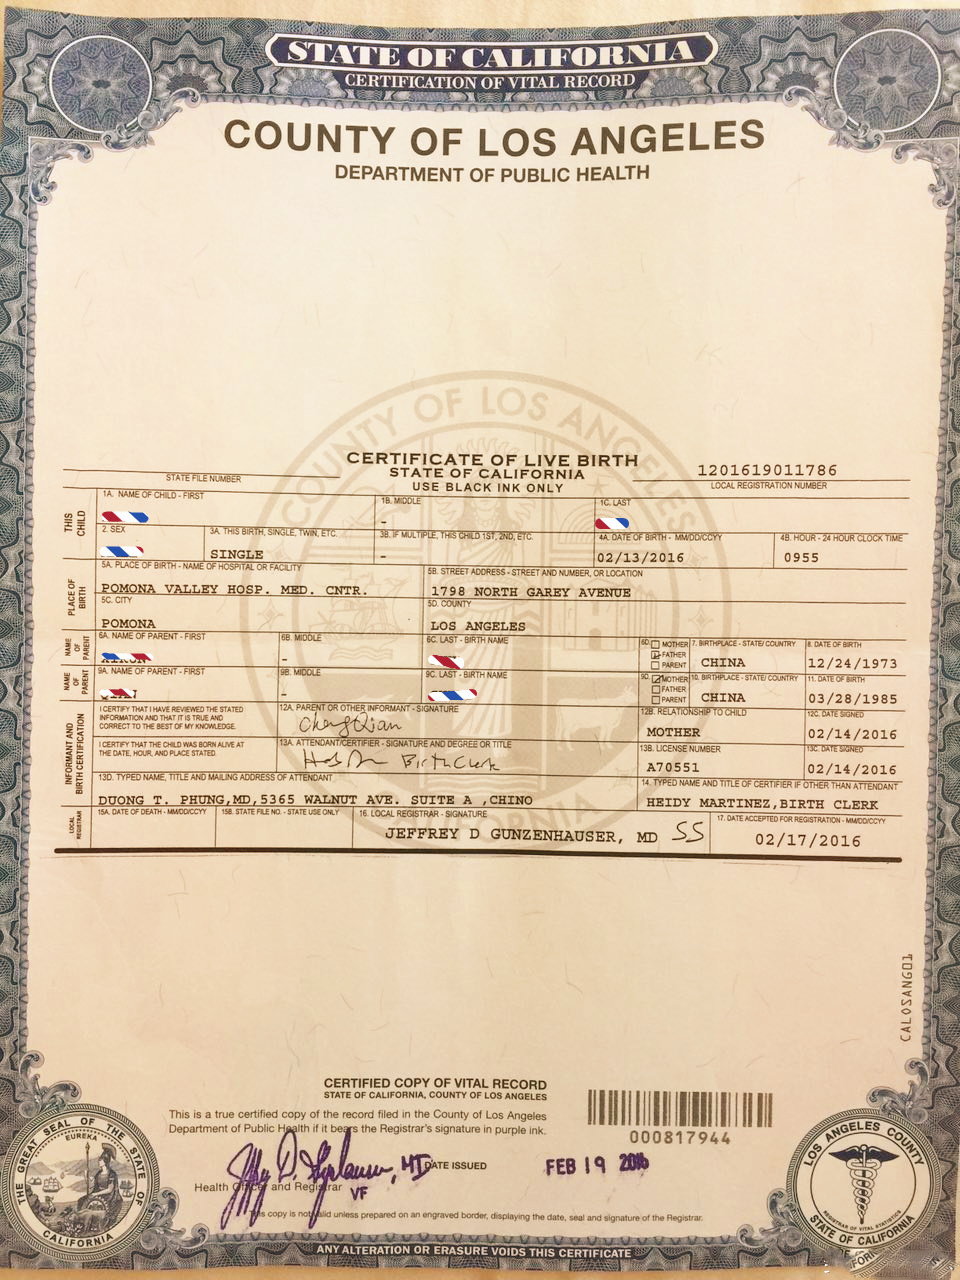 STATE OF CALIFORNIA
CERTIFICATION OF VITAL RECORD
COUNTY OF LOS ANGELES
DEPARTMENT OF PUBLIC HEALTH
COUNTY OF LOS ANGELES
CERTIFICATE OF LIVE BIRTH
STATE OF CALIFORNIA
USE BLACK INK ONLY
1201619011786
STATE FILE NUMBER
LOCAL REGISTRATION NUMBER
THIS CHILD
1A. NAME OF CHILD - FIRST
1B. MIDDLE
1C. LAST
-
2. SEX
3A. THIS BIRTH, SINGLE, TWIN, ETC.
3B. IF MULTIPLE, THIS CHILD 1ST, 2ND, ETC.
4A. DATE OF BIRTH - MM/DD/CCYY
4B. HOUR - 24 HOUR CLOCK TIME
SINGLE
-
02/13/2016
0955
PLACE OF BIRTH
5A. PLACE OF BIRTH - NAME OF HOSPITAL OR FACILITY
5B. STREET ADDRESS - STREET AND NUMBER, OR LOCATION
POMONA VALLEY HOSP. MED. CNTR.
1798 NORTH GAREY AVENUE
5C. CITY
5D. COUNTY
POMONA
LOS ANGELES
NAME OF PARENT
6A. NAME OF PARENT - FIRST
6B. MIDDLE
6C. LAST - BIRTH NAME
6D. MOTHER
FATHER
PARENT
7. BIRTHPLACE - STATE/COUNTRY
8. DATE OF BIRTH
-
CHINA
12/24/1973
NAME OF PARENT
9A. NAME OF PARENT - FIRST
9B. MIDDLE
9C. LAST - BIRTH NAME
9D. MOTHER
FATHER
PARENT
10. BIRTHPLACE - STATE/COUNTRY
11. DATE OF BIRTH
-
CHINA
03/28/1985
INFORMANT AND BIRTH CERTIFICATION
I CERTIFY THAT I HAVE REVIEWED THE STATED
INFORMATION AND THAT IT IS TRUE AND
CORRECT TO THE BEST OF MY KNOWLEDGE.
12A. PARENT OR OTHER INFORMANT - SIGNATURE
Cheng Qian
12B. RELATIONSHIP TO CHILD
12C. DATE SIGNED
MOTHER
02/14/2016
I CERTIFY THAT THE CHILD WAS BORN ALIVE AT
THE DATE, HOUR, AND PLACE STATED.
13A. ATTENDANT/CERTIFIER - SIGNATURE AND DEGREE OR TITLE
Birth Clerk
13B. LICENSE NUMBER
13C. DATE SIGNED
A70551
02/14/2016
13D. TYPED NAME, TITLE AND MAILING ADDRESS OF ATTENDANT
14. TYPED NAME AND TITLE OF CERTIFIER IF OTHER THAN ATTENDANT
DUONG T. PHUNG,MD,5365 WALNUT AVE. SUITE A ,CHINO
HEIDY MARTINEZ,BIRTH CLERK
LOCAL REGISTRAR
15A. DATE OF DEATH - MM/DD/CCYY
15B. STATE FILE NO. - STATE USE ONLY
16. LOCAL REGISTRAR - SIGNATURE
17. DATE ACCEPTED FOR REGISTRATION - MM/DD/CCYY
JEFFREY D GUNZENHAUSER, MD SS
02/17/2016
CALOSANG01
CERTIFIED COPY OF VITAL RECORD
STATE OF CALIFORNIA, COUNTY OF LOS ANGELES
This is a true certified copy of the record filed in the County of Los Angeles
Department of Public Health if it bears the Registrar's signature in purple ink.
000817944
DATE ISSUED
FEB 19 2016
Health Officer and Registrar
VF
This copy is not valid unless prepared on an engraved border, displaying the date, seal and signature of the Registrar.
THE GREAT SEAL OF THE STATE OF CALIFORNIA
EUREKA
LOS ANGELES COUNTY
REGISTRAR OF VITAL STATISTICS
STATE OF CALIFORNIA
ANY ALTERATION OR ERASURE VOIDS THIS CERTIFICATE